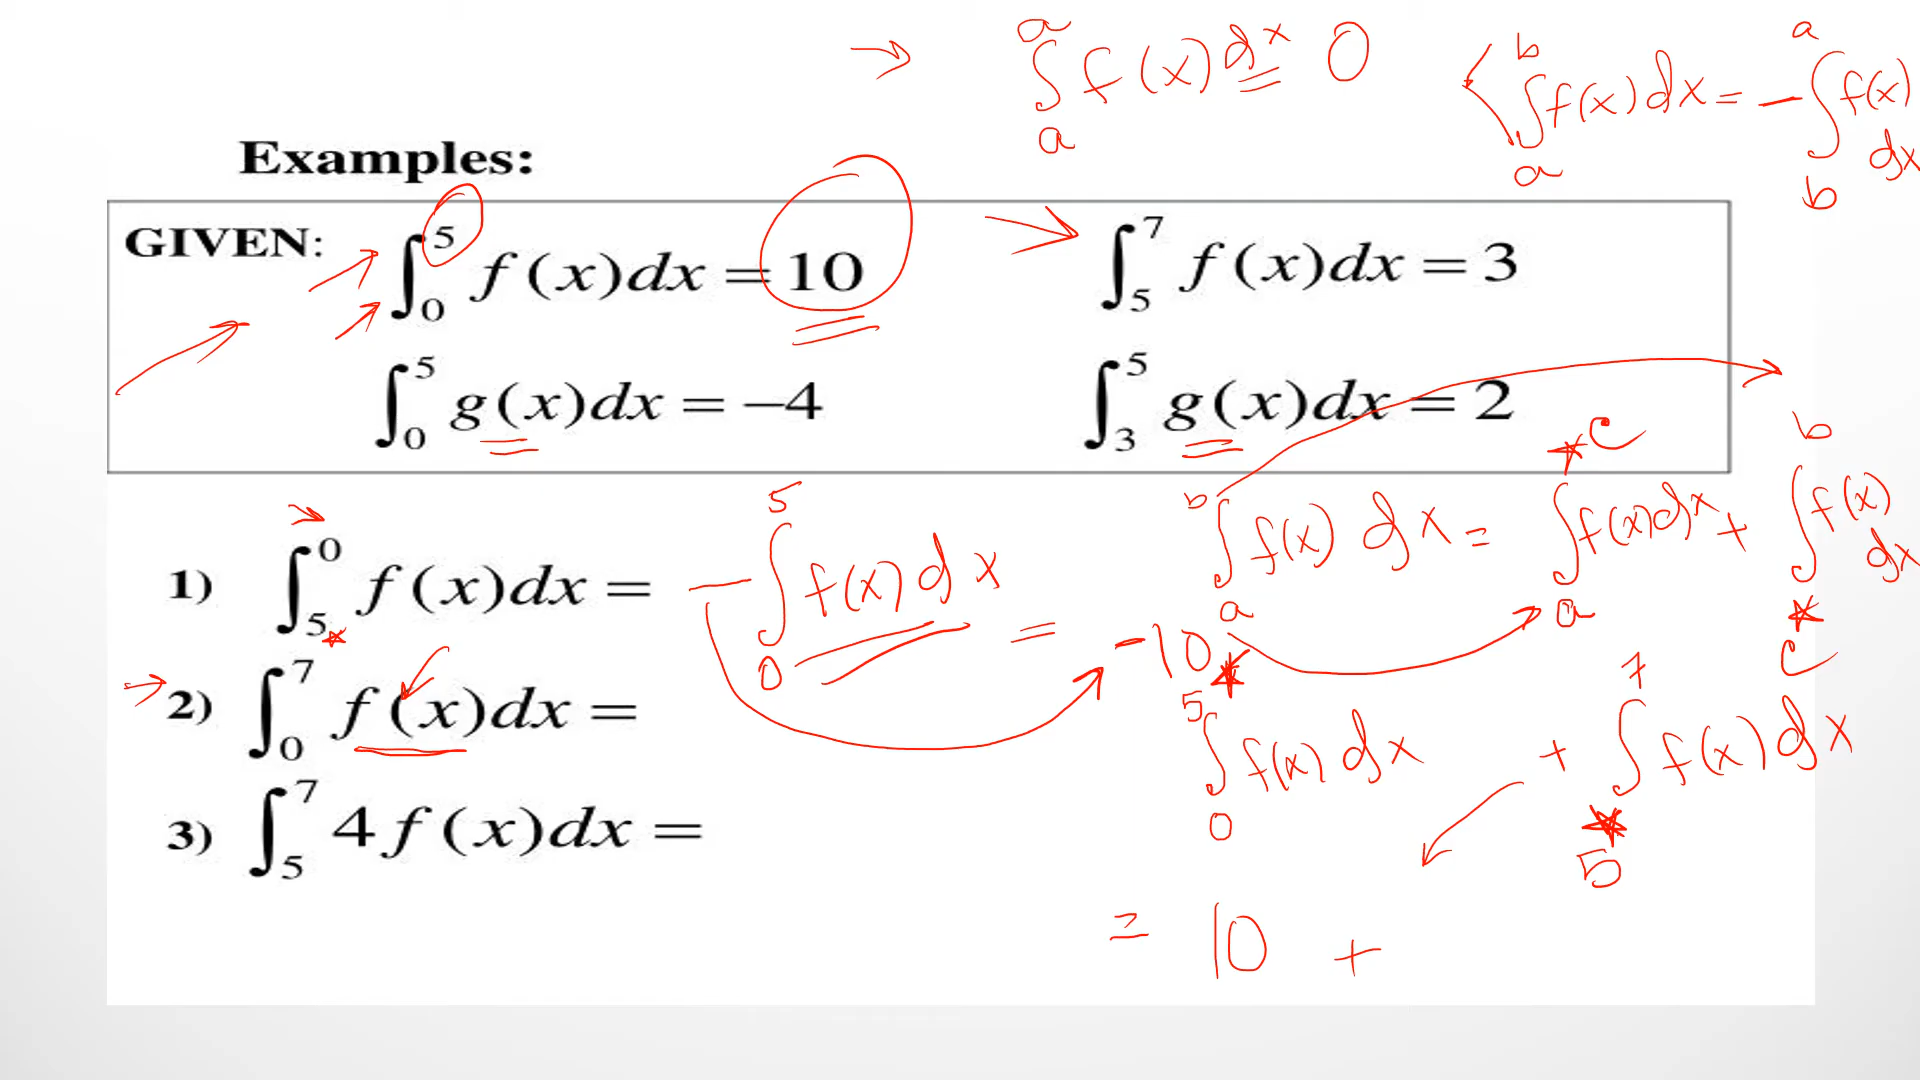 → ∫ₐᵃ f(x) dx = 0
∫ₐᵇ f(x) dx = − ∫_bᵃ f(x) dx
Examples:
GIVEN: ∫₀⁵ f(x)dx = 10    ∫₅⁷ f(x)dx = 3
∫₀⁵ g(x)dx = −4    ∫₃⁵ g(x)dx = 2
∫ₐᵇ f(x) dx = ∫ₐᶜ f(x) dx + ∫_cᵇ f(x) dx
1) ∫₅⁰ f(x)dx = − ∫₀⁵ f(x) dx = -10
2) ∫₀⁷ f(x)dx =
∫₀⁵ f(x) dx + ∫₅⁷ f(x) dx
3) ∫₅⁷ 4f(x)dx =
= 10 +